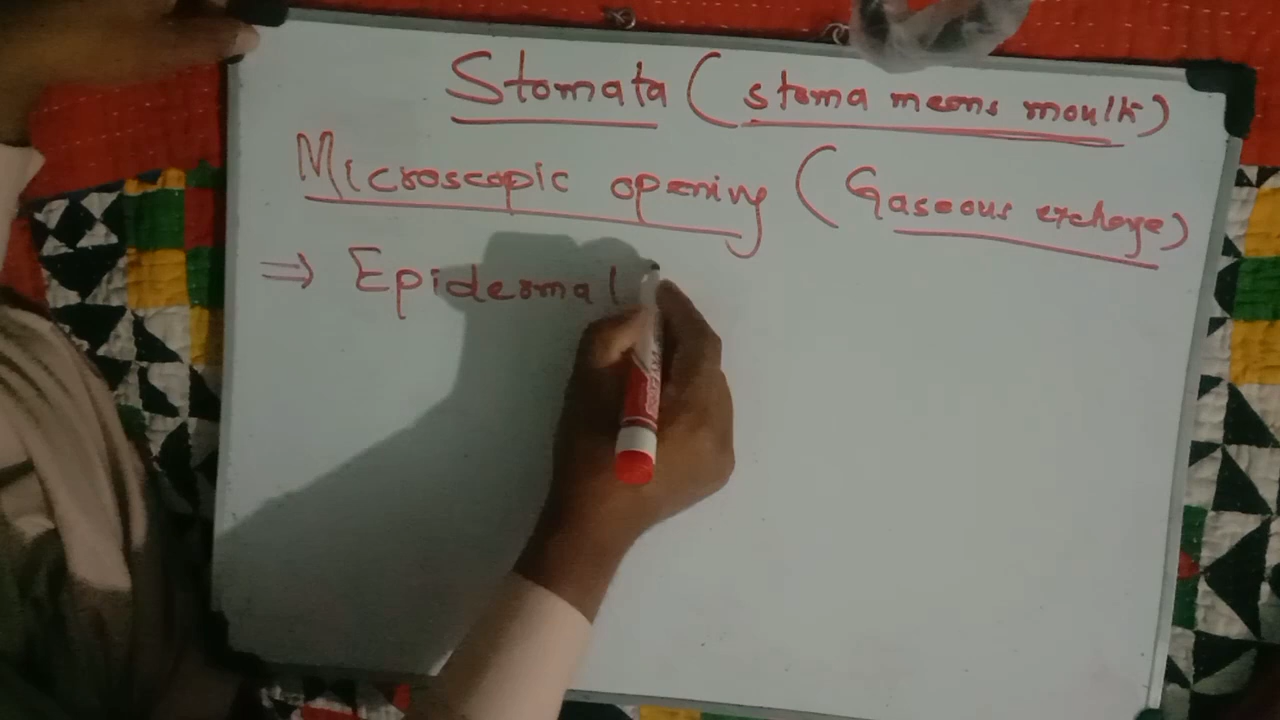 Stomata (stoma means mouth)
Microscopic opening (Gaseous exchange)
⇒ Epidermal